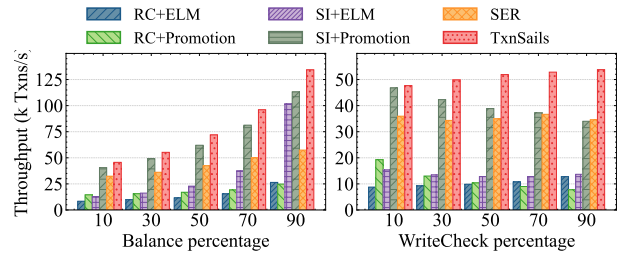 RC+ELM SI+ELM SER
RC+Promotion SI+Promotion TxnSails
Throughput (k Txns/s)
125
100
75
50
25
0
10 30 50 70 90
Balance percentage
50
40
30
20
10
0
10 30 50 70 90
WriteCheck percentage